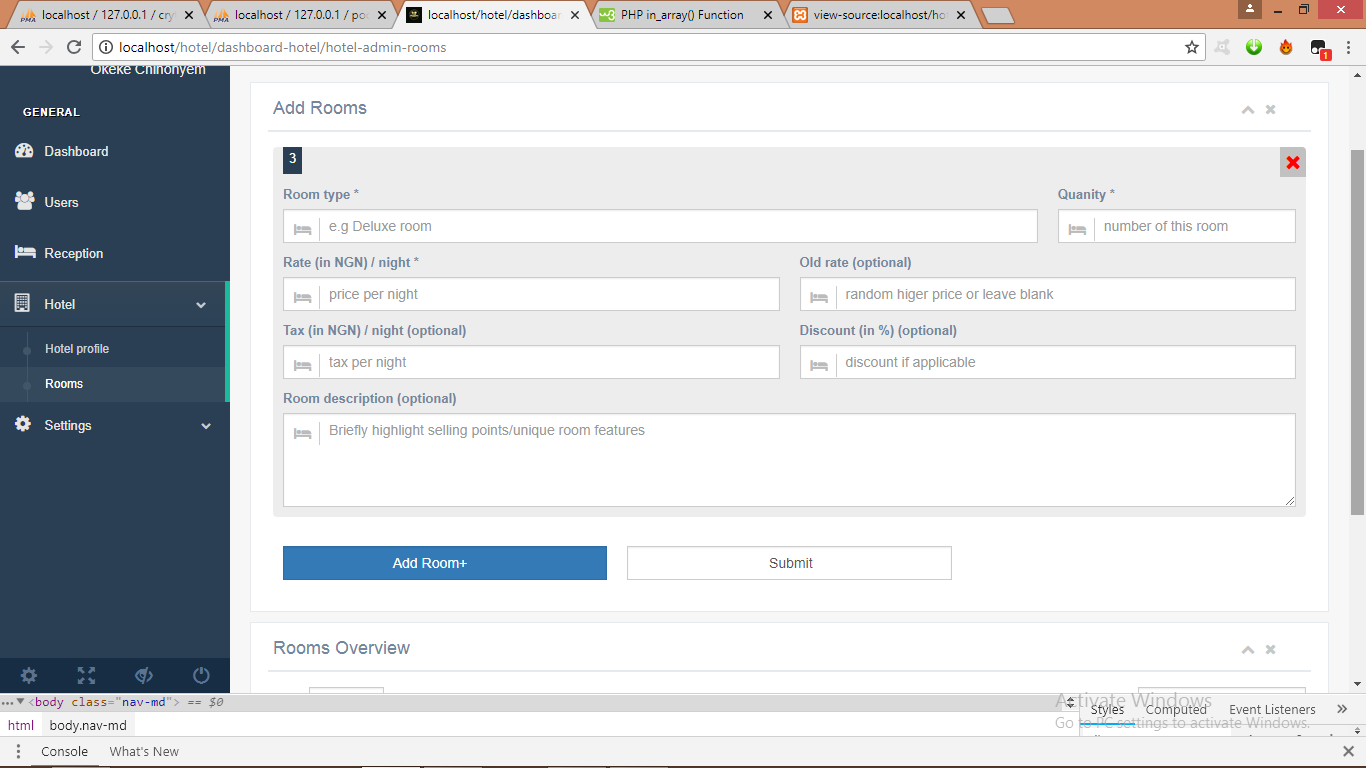 localhost / 127.0.0.1 / cry
localhost / 127.0.0.1 / poo
localhost/hotel/dashboar
PHP in_array() Function
view-source:localhost/ho
localhost/hotel/dashboard-hotel/hotel-admin-rooms
1
Okeke Chinonyem
GENERAL
Dashboard
Users
Reception
Hotel
Hotel profile
Rooms
Settings
Add Rooms
3
Room type *
Quanity *
e.g Deluxe room
number of this room
Rate (in NGN) / night *
Old rate (optional)
price per night
random higer price or leave blank
Tax (in NGN) / night (optional)
Discount (in %) (optional)
tax per night
discount if applicable
Room description (optional)
Briefly highlight selling points/unique room features
Add Room+
Submit
Rooms Overview
Activate Windows
Go to PC settings to activate Windows.
…▼<body class="nav-md"> == $0
html body.nav-md
Styles Computed Event Listeners »
Console What's New